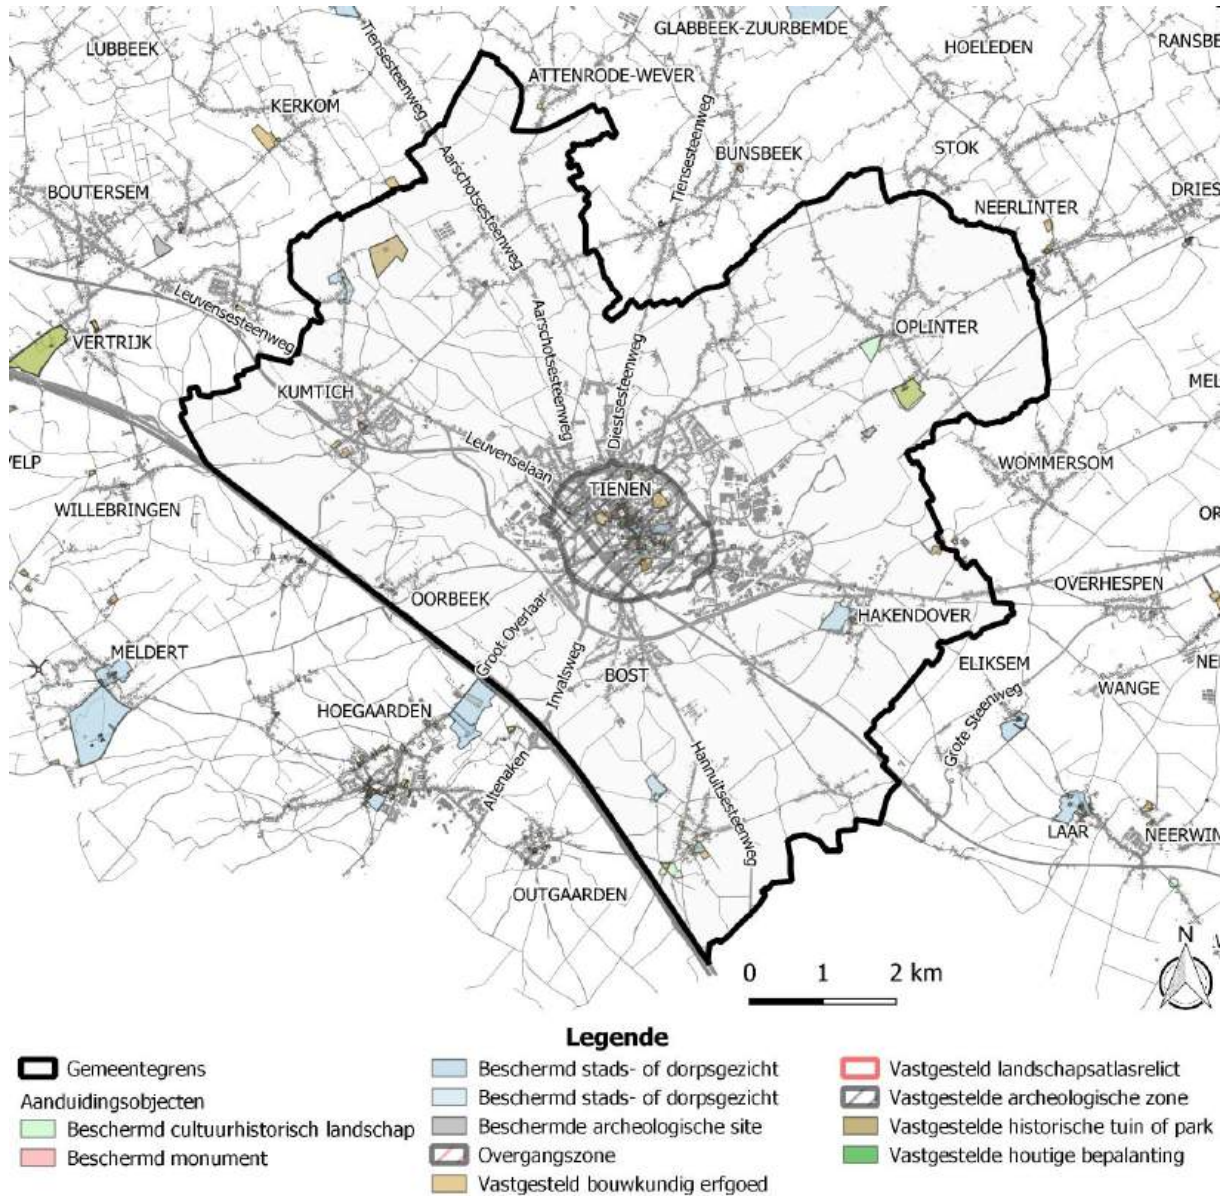 GLABBEEK-ZUURBEMDE
LUBBEEK
HOELEDEN
RANSBE
Tiensesteenweg
ATTENRODE-WEVER
KERKOM
Tiensesteenweg
Aarschotsesteenweg
BUNSBEEK
STOK
BOUTERSEM
DRIES
NEERLINTER
Leuvensesteenweg
Aarschotsesteenweg
OPLINTER
VERTRIJK
Diestsesteenweg
KUMTICH
MEL
Leuvenselaan
VELP
WOMMERSOM
TIENEN
WILLEBRINGEN
OR
OVERHESPEN
OORBEEK
Groot Overlaar
HAKENDOVER
MELDERT
Invalsweg
ELIKSEM
NEI
BOST
WANGE
HOEGAARDEN
Grote Steenweg
Altenaken
Hannuitsesteenweg
LAAR
NEERWIN
OUTGAARDEN
N
0 1 2 km
Legende
Gemeentegrens
Aanduidingsobjecten
Beschermd cultuurhistorisch landschap
Beschermd monument
Beschermd stads- of dorpsgezicht
Beschermd stads- of dorpsgezicht
Beschermde archeologische site
Overgangszone
Vastgesteld bouwkundig erfgoed
Vastgesteld landschapsatlasrelict
Vastgestelde archeologische zone
Vastgestelde historische tuin of park
Vastgestelde houtige bepalanting